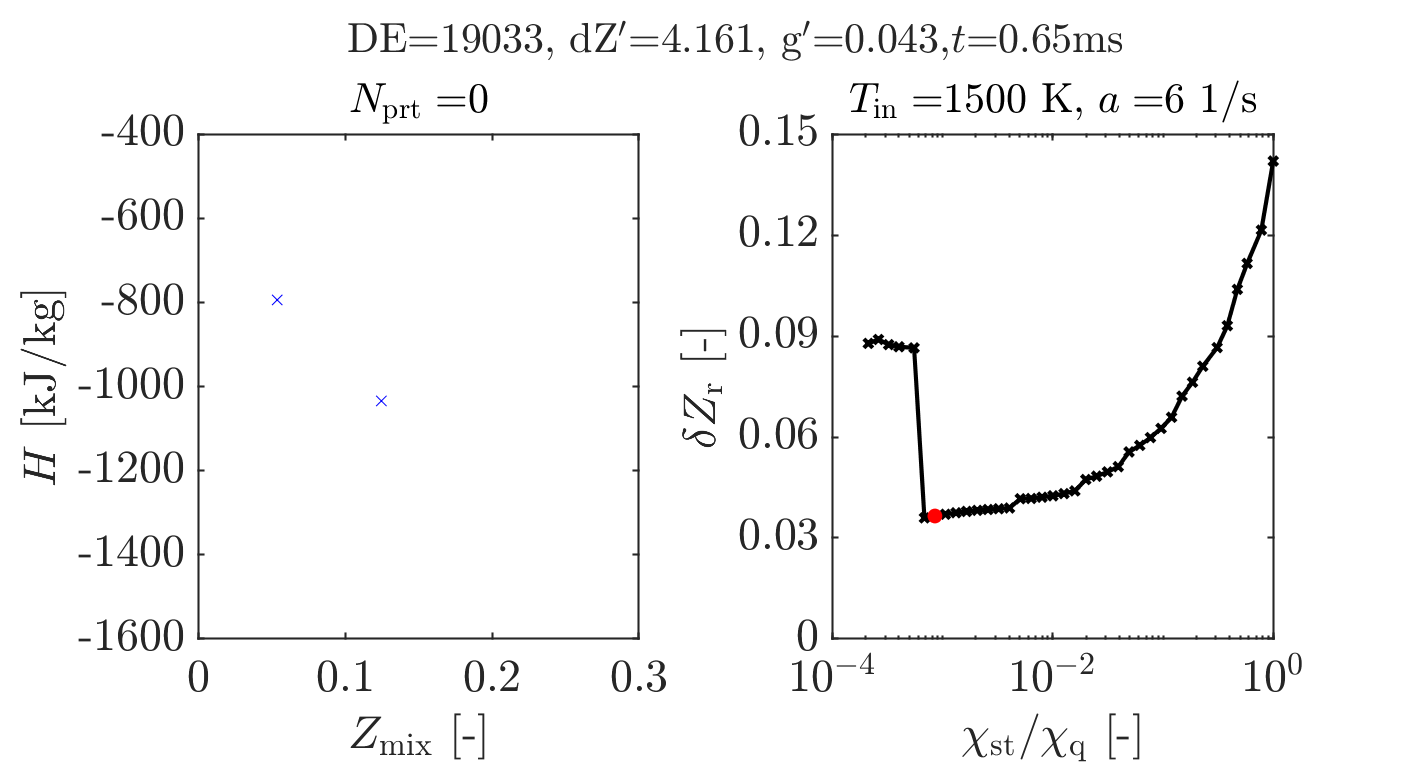 DE=19033, dZ′=4.161, g′=0.043,t=0.65ms
N_prt =0
-400
-600
-800
-1000
-1200
-1400
-1600
H [kJ/kg]
0 0.1 0.2 0.3
Z_mix [-]
T_in =1500 K, a =6 1/s
0.15
0.12
0.09
0.06
0.03
0
δZ_r [-]
10⁻⁴ 10⁻² 10⁰
χ_st/χ_q [-]